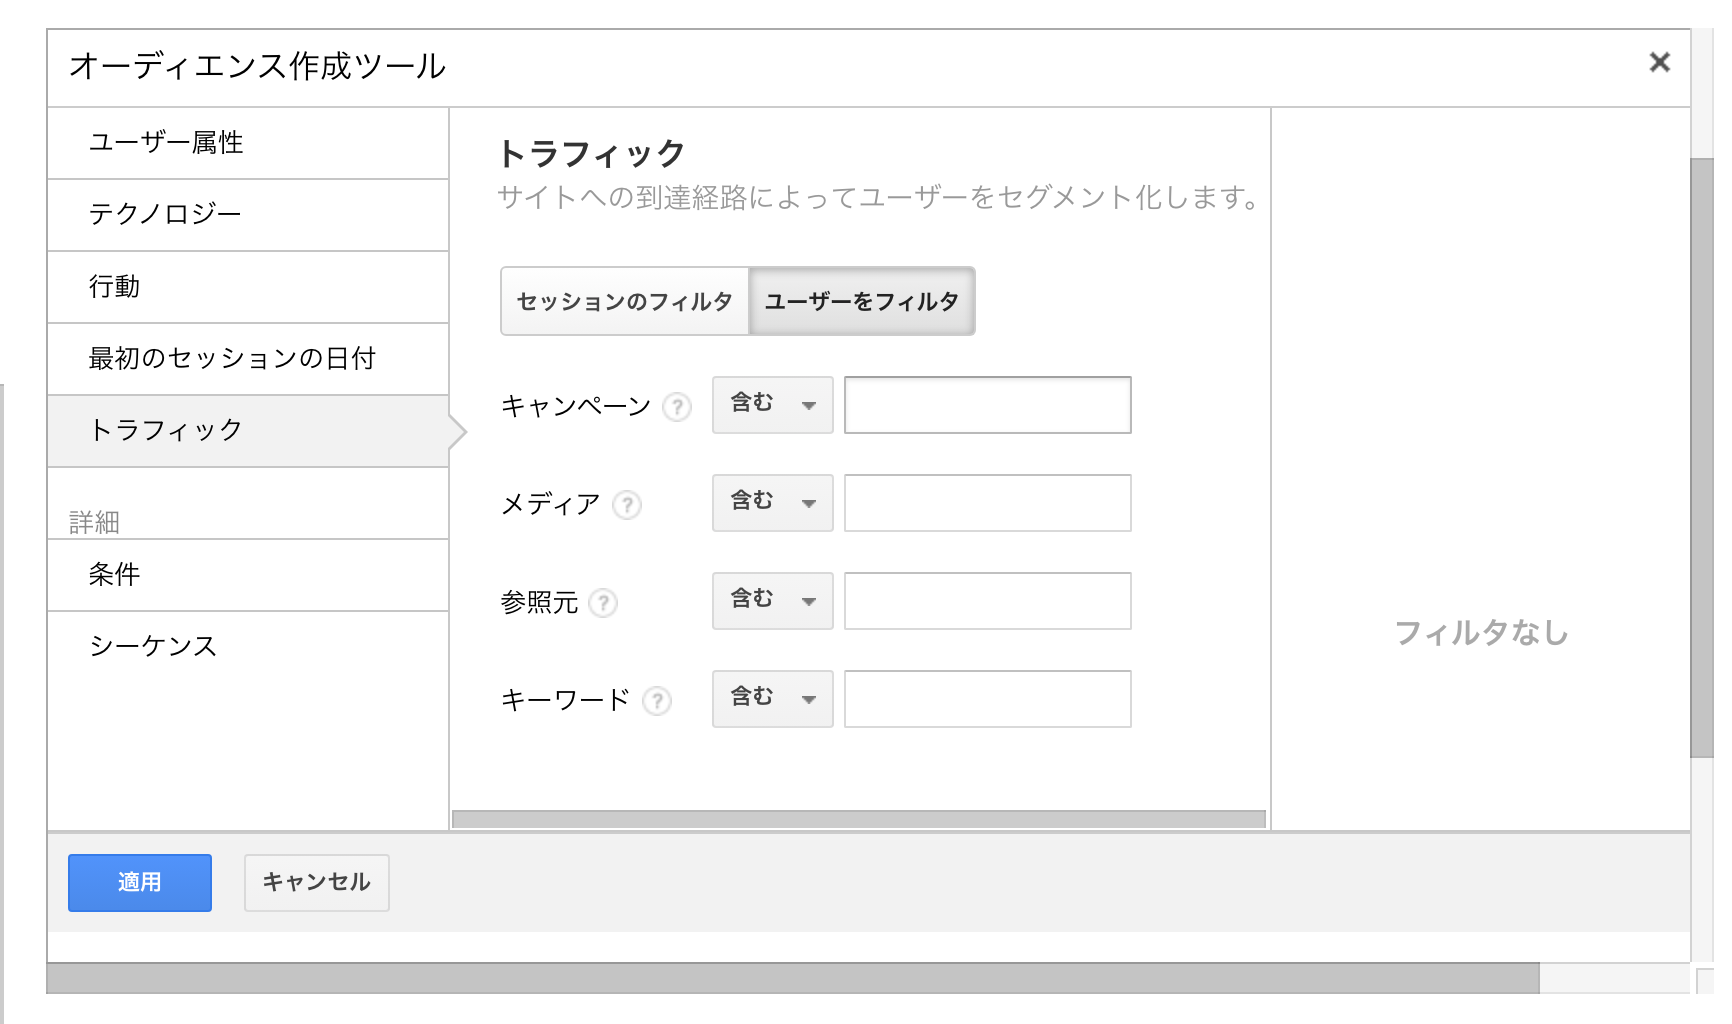 オーディエンス作成ツール
×
ユーザー属性
テクノロジー
行動
最初のセッションの日付
トラフィック
詳細
条件
シーケンス
トラフィック
サイトへの到達経路によってユーザーをセグメント化します。
セッションのフィルタ ユーザーをフィルタ
キャンペーン ? 含む
メディア ? 含む
参照元 ? 含む
キーワード ? 含む
フィルタなし
適用 キャンセル